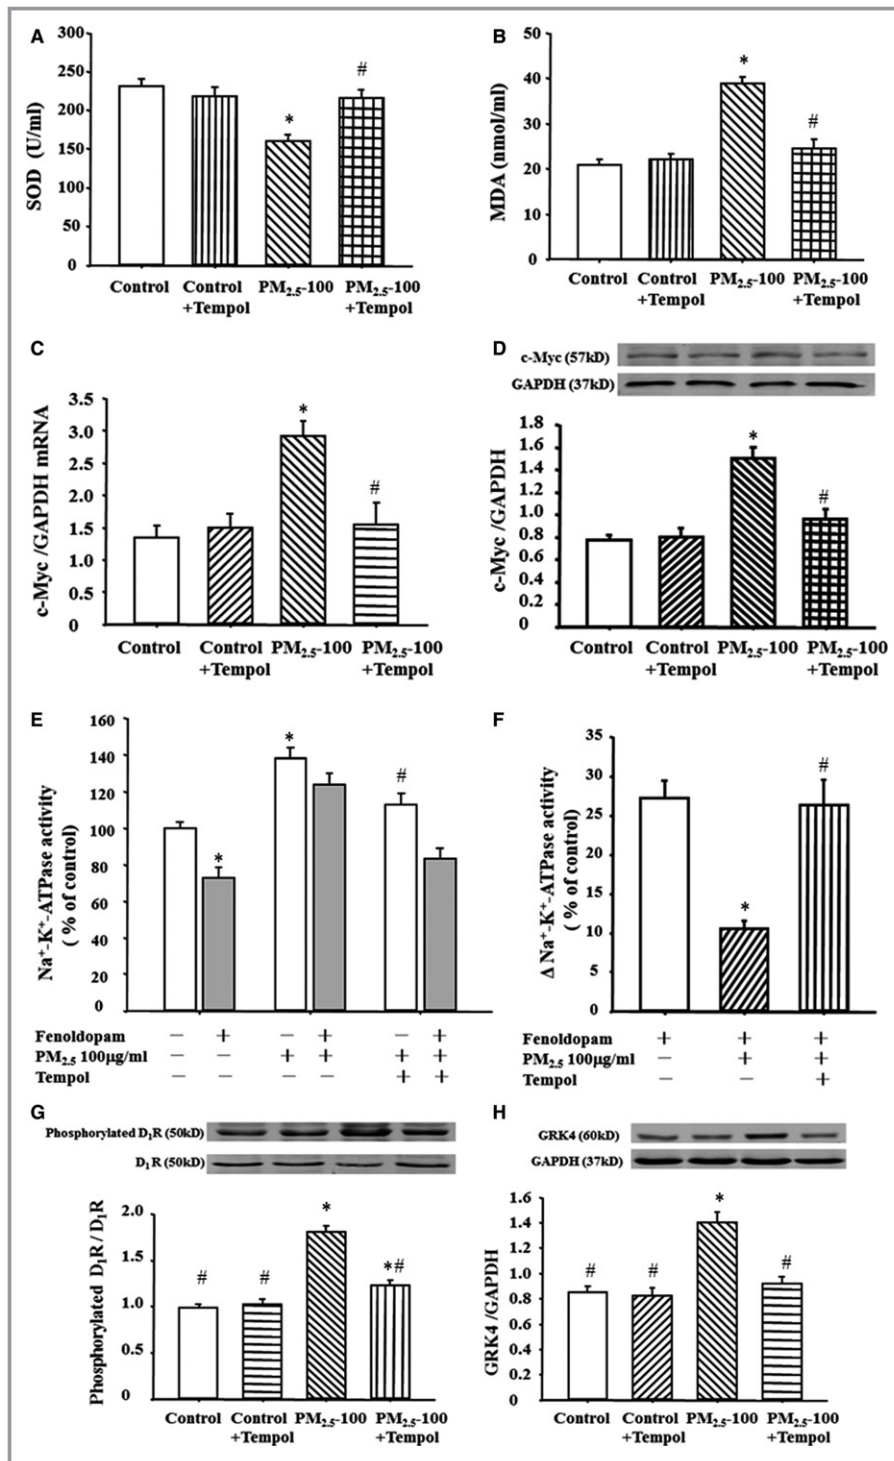 A
SOD (U/ml)
300
250
200
150
100
50
0
*
#
Control
Control
+Tempol
PM2.5-100
PM2.5-100
+Tempol
B
MDA (nmol/ml)
50
40
30
20
10
0
*
#
Control
Control
+Tempol
PM2.5-100
PM2.5-100
+Tempol
C
c-Myc /GAPDH mRNA
3.5
3.0
2.5
2.0
1.5
1.0
0.5
0
*
#
Control
Control
+Tempol
PM2.5-100
PM2.5-100
+Tempol
D
c-Myc (57kD)
GAPDH (37kD)
c-Myc /GAPDH
1.8
1.6
1.4
1.2
1.0
0.8
0.6
0.4
0.2
0
*
#
Control
Control
+Tempol
PM2.5-100
PM2.5-100
+Tempol
E
Na+-K+-ATPase activity
( % of control)
160
140
120
100
80
60
40
20
0
*
*
#
Fenoldopam − + − + − +
PM2.5 100μg/ml − − + + + +
Tempol − − − − + +
F
Δ Na+-K+-ATPase activity
( % of control)
35
30
25
20
15
10
5
0
*
#
Fenoldopam + + +
PM2.5 100μg/ml − + +
Tempol − − +
G
Phosphorylated D1R (50kD)
D1R (50kD)
Phosphorylated D1R / D1R
2.0
1.5
1.0
0.5
0
#
#
*
*#
Control
Control
+Tempol
PM2.5-100
PM2.5-100
+Tempol
H
GRK4 (60kD)
GAPDH (37kD)
GRK4 /GAPDH
1.6
1.4
1.2
1.0
0.8
0.6
0.4
0.2
0
#
#
*
#
Control
Control
+Tempol
PM2.5-100
PM2.5-100
+Tempol